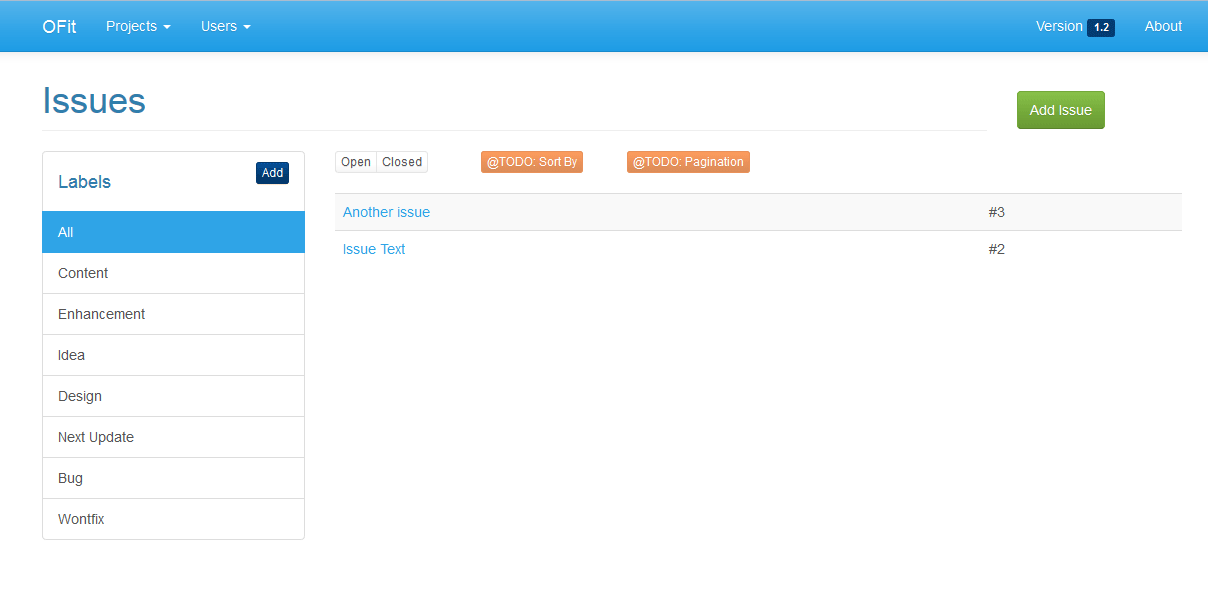 OFit Projects Users Version 1.2 About
Issues
Add Issue
Labels Add
All
Content
Enhancement
Idea
Design
Next Update
Bug
Wontfix
Open Closed @TODO: Sort By @TODO: Pagination
Another issue #3
Issue Text #2